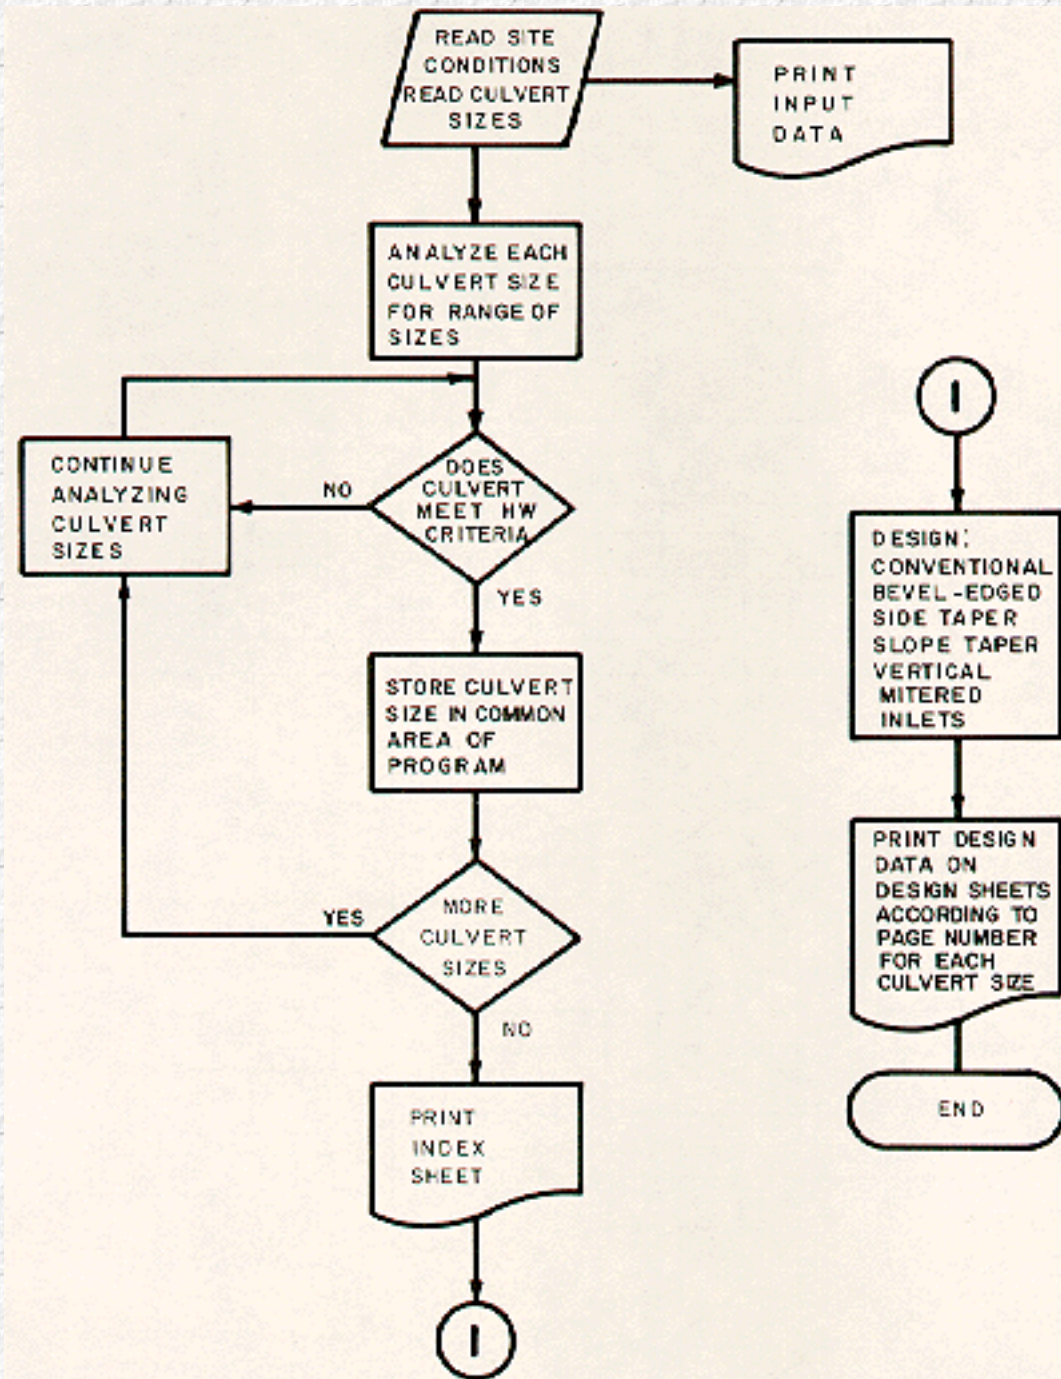 READ SITE
CONDITIONS
READ CULVERT
SIZES
PRINT
INPUT
DATA
ANALYZE EACH
CULVERT SIZE
FOR RANGE OF
SIZES
CONTINUE
ANALYZING
CULVERT
SIZES
NO
DOES
CULVERT
MEET HW
CRITERIA
YES
STORE CULVERT
SIZE IN COMMON
AREA OF
PROGRAM
YES
MORE
CULVERT
SIZES
NO
PRINT
INDEX
SHEET
I
I
DESIGN:
CONVENTIONAL
BEVEL-EDGED
SIDE TAPER
SLOPE TAPER
VERTICAL
MITERED
INLETS
PRINT DESIGN
DATA ON
DESIGN SHEETS
ACCORDING TO
PAGE NUMBER
FOR EACH
CULVERT SIZE
END